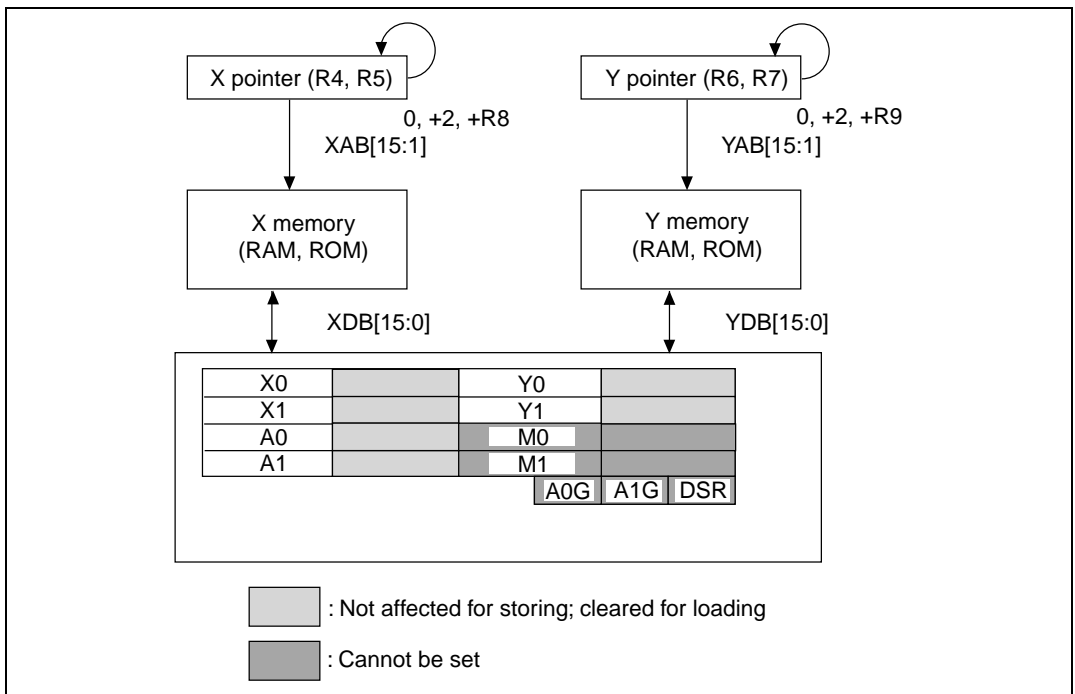 X pointer (R4, R5)
Y pointer (R6, R7)
0, +2, +R8
0, +2, +R9
XAB[15:1]
YAB[15:1]
X memory
(RAM, ROM)
Y memory
(RAM, ROM)
XDB[15:0]
YDB[15:0]
X0 Y0
X1 Y1
A0 M0
A1 M1
A0G A1G DSR
: Not affected for storing; cleared for loading
: Cannot be set